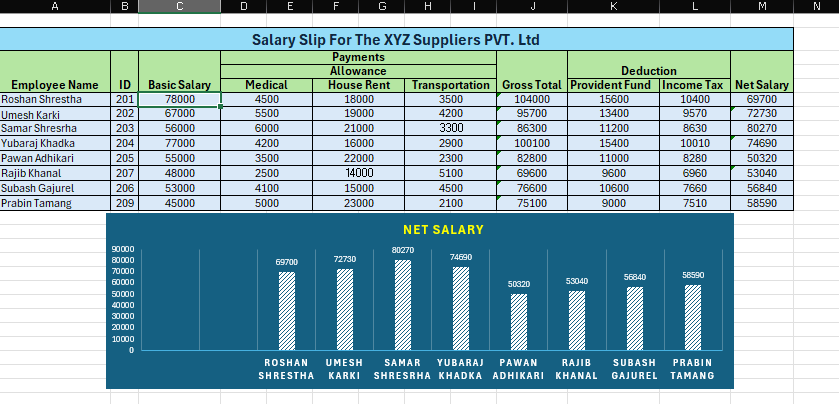 A B C D E F G H I J K L M N
Salary Slip For The XYZ Suppliers PVT. Ltd
Payments
Allowance Deduction
Employee Name ID Basic Salary Medical House Rent Transportation Gross Total Provident Fund Income Tax Net Salary
Roshan Shrestha 201 78000 4500 18000 3500 104000 15600 10400 69700
Umesh Karki 202 67000 5500 19000 4200 95700 13400 9570 72730
Samar Shresrha 203 56000 6000 21000 3300 86300 11200 8630 80270
Yubaraj Khadka 204 77000 4200 16000 2900 100100 15400 10010 74690
Pawan Adhikari 205 55000 3500 22000 2300 82800 11000 8280 50320
Rajib Khanal 207 48000 2500 14000 5100 69600 9600 6960 53040
Subash Gajurel 206 53000 4100 15000 4500 76600 10600 7660 56840
Prabin Tamang 209 45000 5000 23000 2100 75100 9000 7510 58590
NET SALARY
90000
80000
70000
60000
50000
40000
30000
20000
10000
0
69700 72730 80270 74690 50320 53040 56840 58590
ROSHAN UMESH SAMAR YUBARAJ PAWAN RAJIB SUBASH PRABIN
SHRESTHA KARKI SHRESRHA KHADKA ADHIKARI KHANAL GAJUREL TAMANG